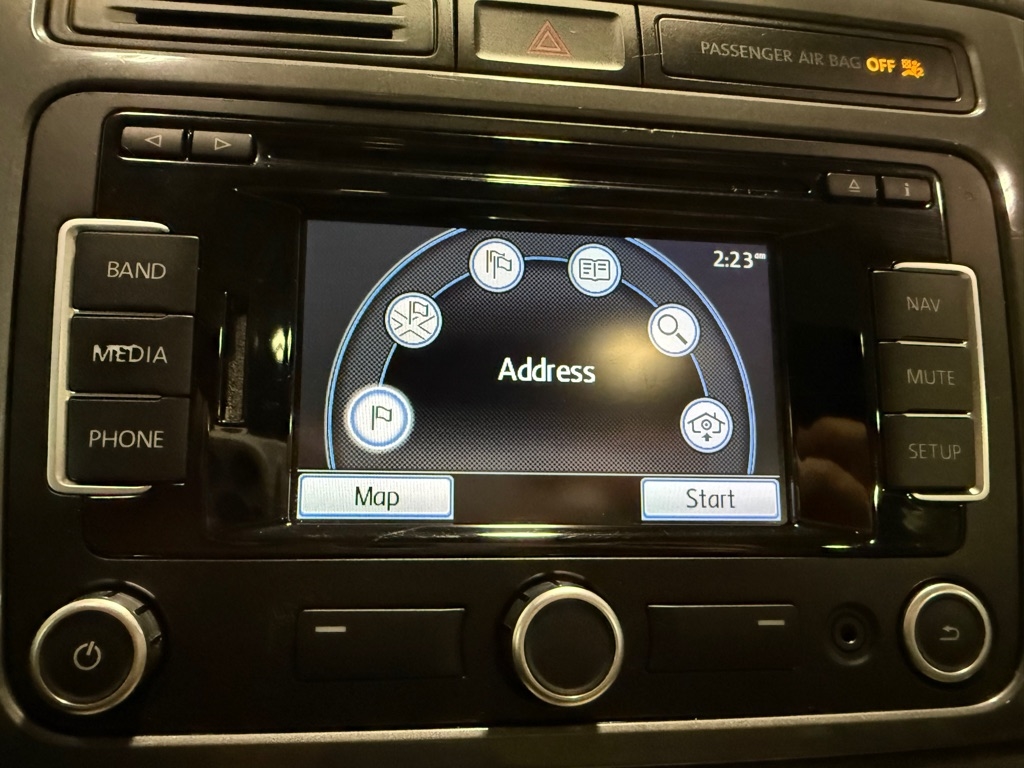 PASSENGER AIR BAG OFF
BAND
MEDIA
PHONE
2:23am
Address
Map
Start
NAV
MUTE
SETUP